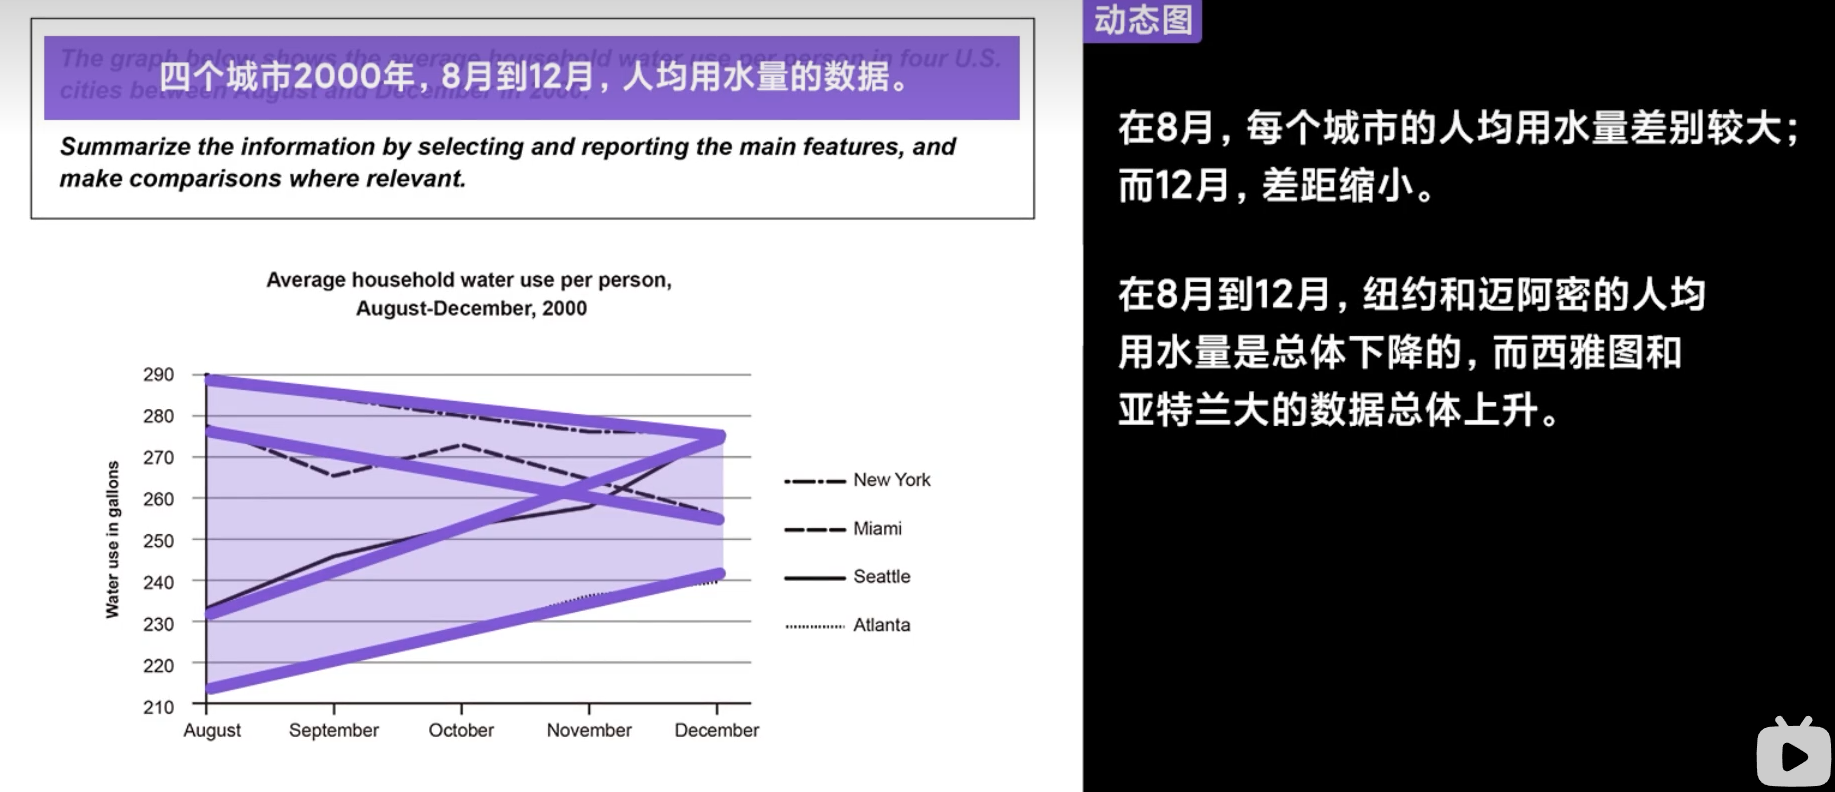 The graph below shows the average household water use per person in four U.S.
cities between August and December in 2000.
四个城市2000年，8月到12月，人均用水量的数据。
Summarize the information by selecting and reporting the main features, and
make comparisons where relevant.
Average household water use per person,
August-December, 2000
Water use in gallons
290
280
270
260
250
240
230
220
210
August September October November December
New York
Miami
Seattle
Atlanta
动态图
在8月，每个城市的人均用水量差别较大；
而12月，差距缩小。
在8月到12月，纽约和迈阿密的人均
用水量是总体下降的，而西雅图和
亚特兰大的数据总体上升。